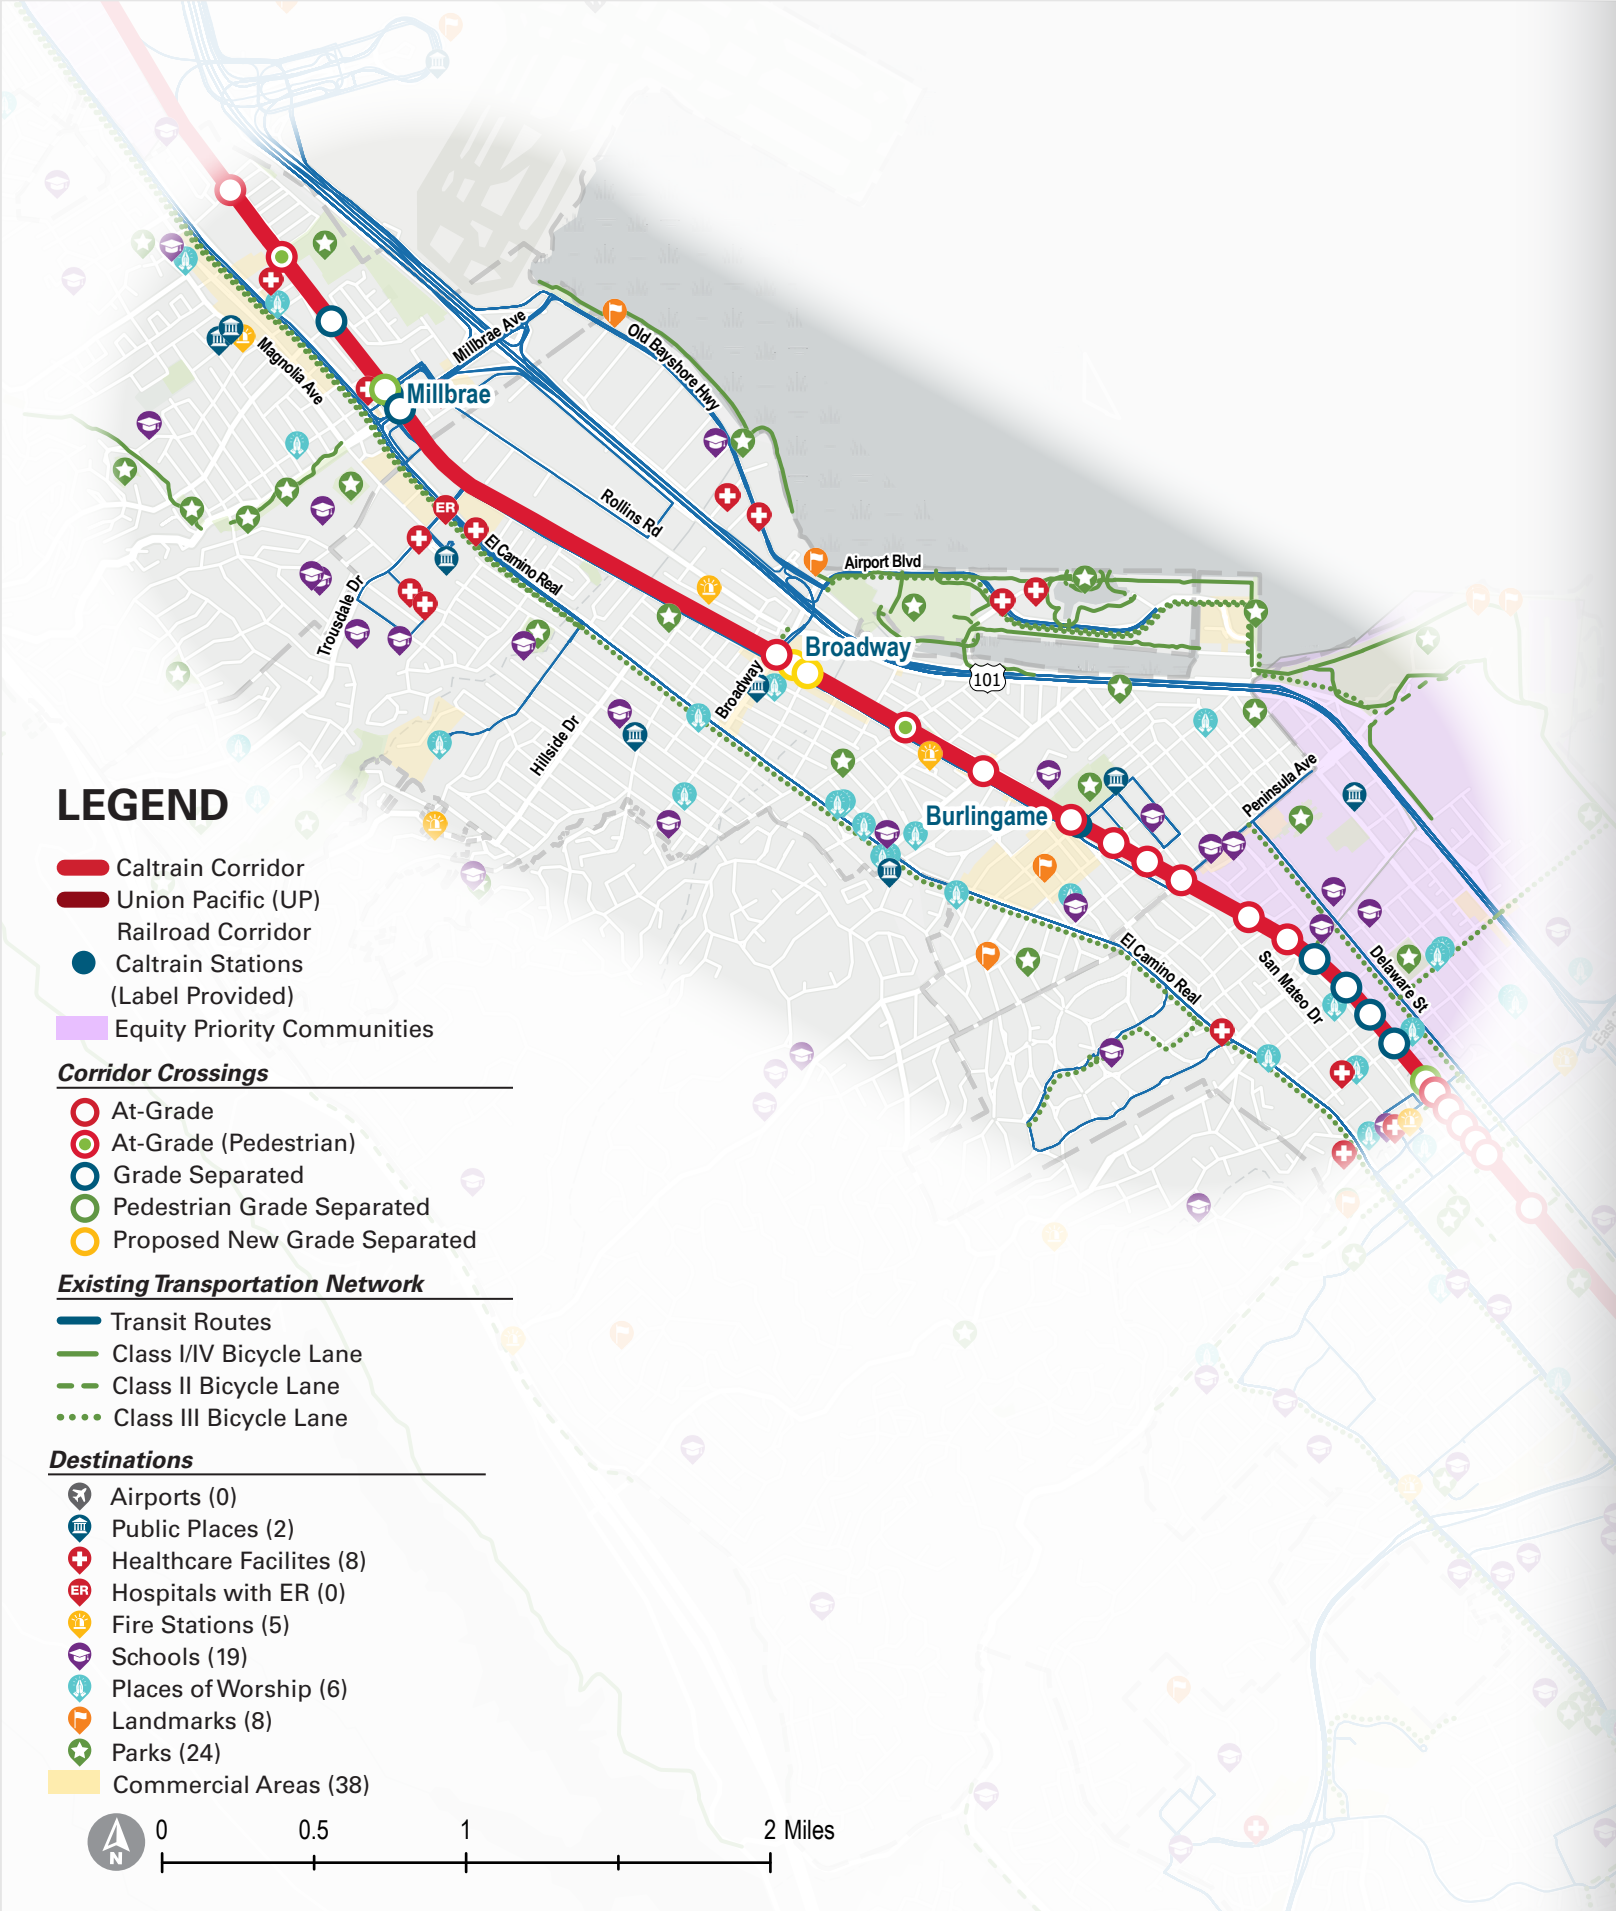 Millbrae Ave
Old Bayshore Hwy
Magnolia Ave
Millbrae
Rollins Rd
ER
El Camino Real
Airport Blvd
Trousdale Dr
Broadway
Broadway
101
Hillside Dr
Peninsula Ave
Burlingame
El Camino Real
San Mateo Dr
Delaware St
LEGEND
Caltrain Corridor
Union Pacific (UP)
Railroad Corridor
Caltrain Stations
(Label Provided)
Equity Priority Communities
Corridor Crossings
At-Grade
At-Grade (Pedestrian)
Grade Separated
Pedestrian Grade Separated
Proposed New Grade Separated
Existing Transportation Network
Transit Routes
Class I/IV Bicycle Lane
Class II Bicycle Lane
Class III Bicycle Lane
Destinations
Airports (0)
Public Places (2)
Healthcare Facilites (8)
ER Hospitals with ER (0)
Fire Stations (5)
Schools (19)
Places of Worship (6)
Landmarks (8)
Parks (24)
Commercial Areas (38)
N
0 0.5 1 2 Miles